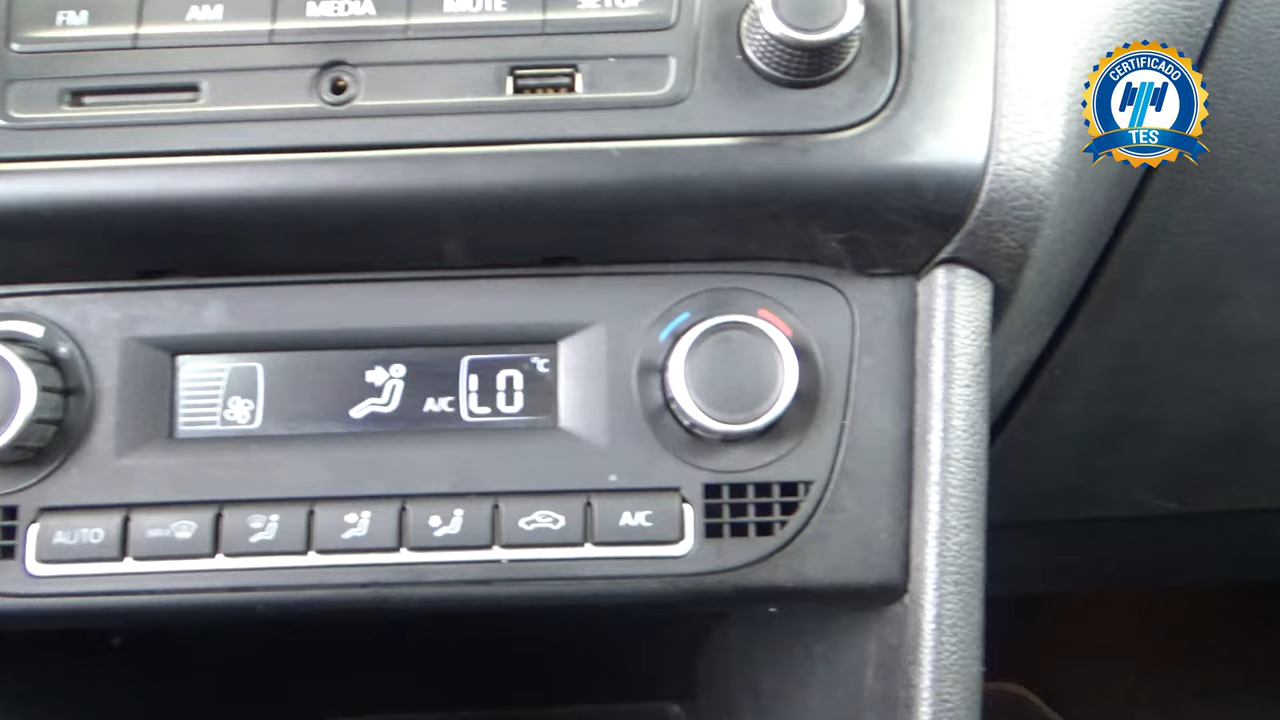 FM AM MEDIA MUTE SETUP
CERTIFICADO
TES
A/C LO °C
AUTO A/C